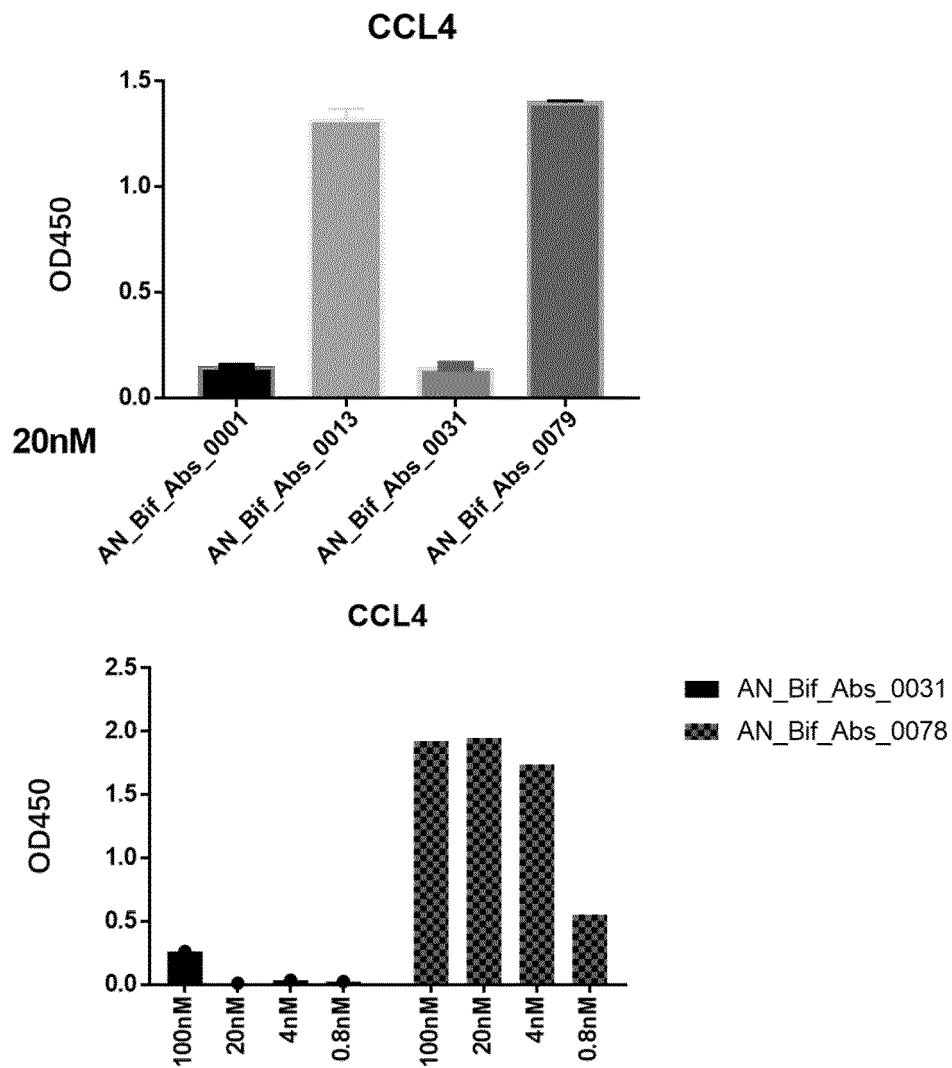 CCL4
1.5
1.0
0.5
0.0
OD450
20nM
AN_Bif_Abs_0001
AN_Bif_Abs_0013
AN_Bif_Abs_0031
AN_Bif_Abs_0079
CCL4
2.5
2.0
1.5
1.0
0.5
0.0
OD450
AN_Bif_Abs_0031
AN_Bif_Abs_0078
100nM
20nM
4nM
0.8nM
100nM
20nM
4nM
0.8nM